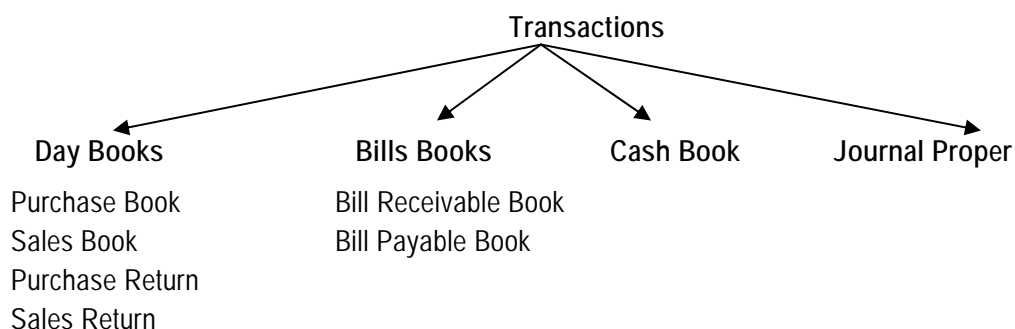 Transactions
Day Books Bills Books Cash Book Journal Proper
Purchase Book Bill Receivable Book
Sales Book Bill Payable Book
Purchase Return
Sales Return